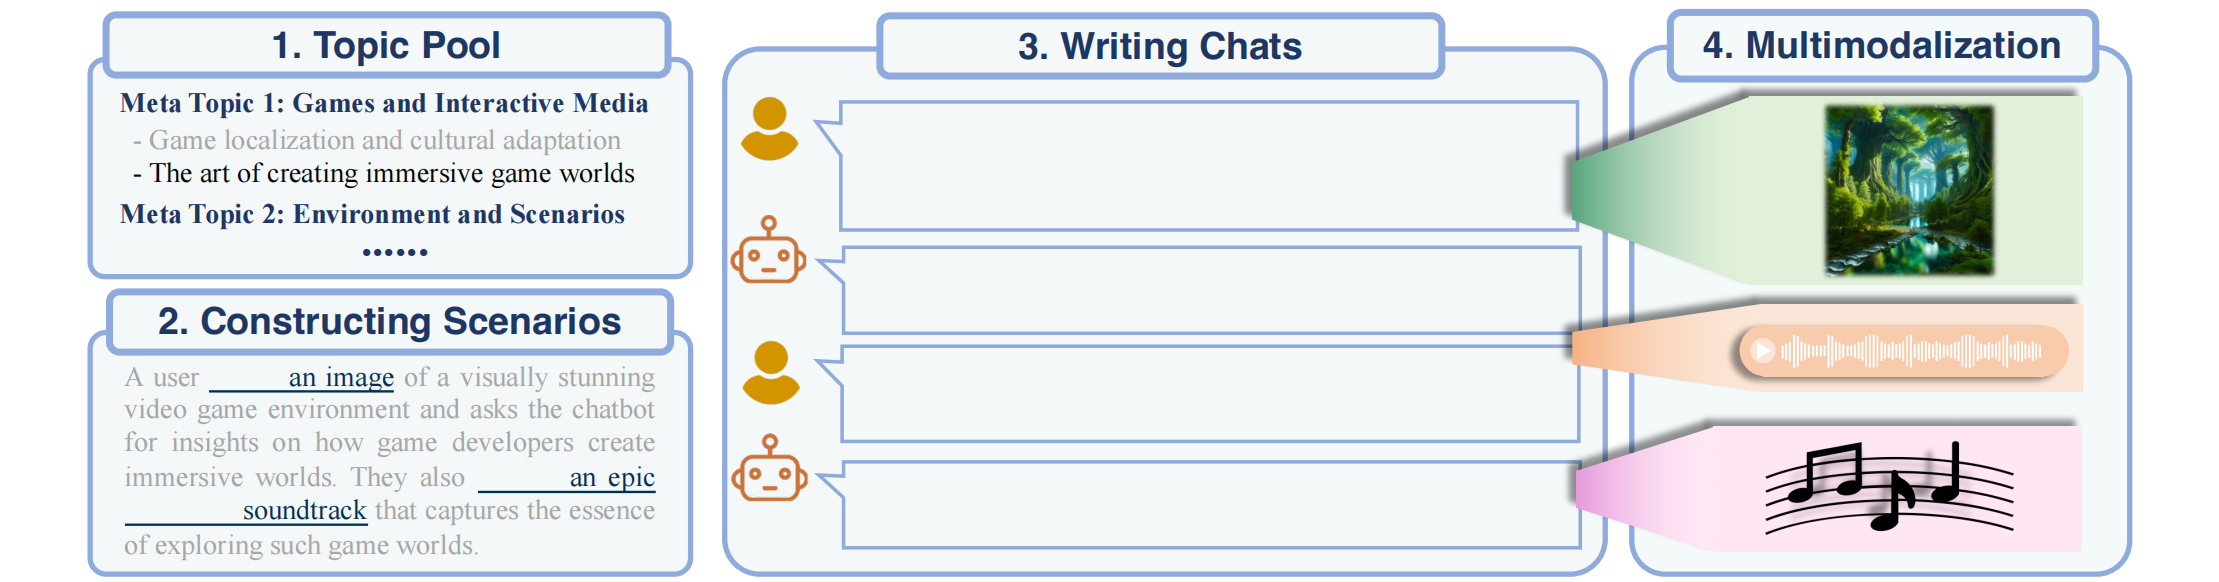 1. Topic Pool
Meta Topic 1: Games and Interactive Media
- Game localization and cultural adaptation
- The art of creating immersive game worlds
Meta Topic 2: Environment and Scenarios
......
2. Constructing Scenarios
A user ______ an image of a visually stunning
video game environment and asks the chatbot
for insights on how game developers create
immersive worlds. They also ______ an epic
______ soundtrack that captures the essence
of exploring such game worlds.
3. Writing Chats
4. Multimodalization